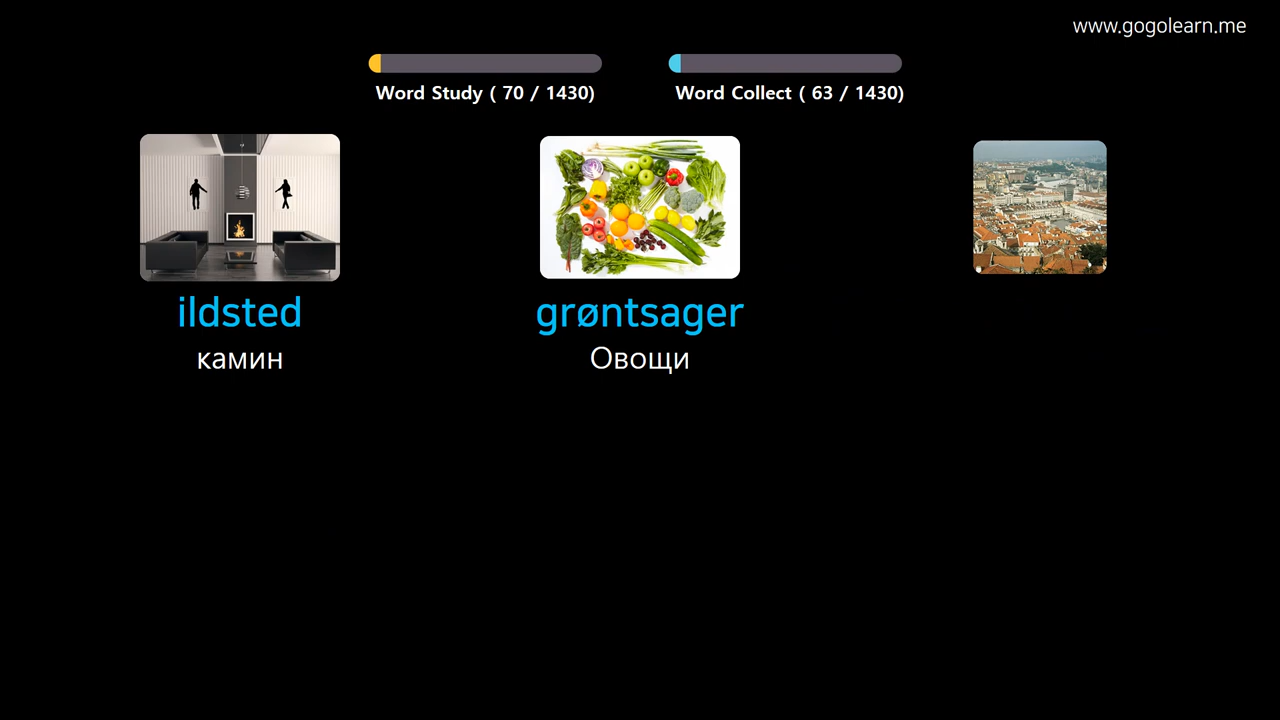 www.gogolearn.me
Word Study ( 70 / 1430)
Word Collect ( 63 / 1430)
ildsted
камин
grøntsager
Овощи